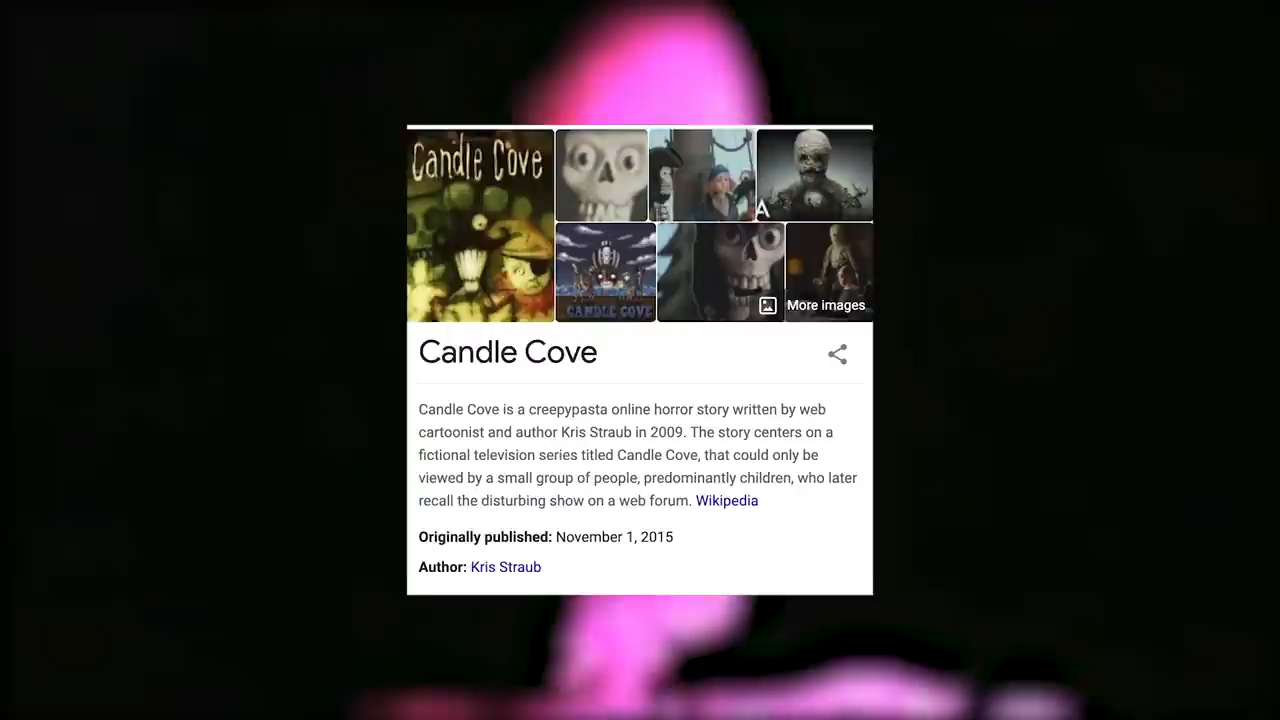 Candle Cove
A
CANDLE COVE
More images
Candle Cove
Candle Cove is a creepypasta online horror story written by web
cartoonist and author Kris Straub in 2009. The story centers on a
fictional television series titled Candle Cove, that could only be
viewed by a small group of people, predominantly children, who later
recall the disturbing show on a web forum. Wikipedia
Originally published: November 1, 2015
Author: Kris Straub